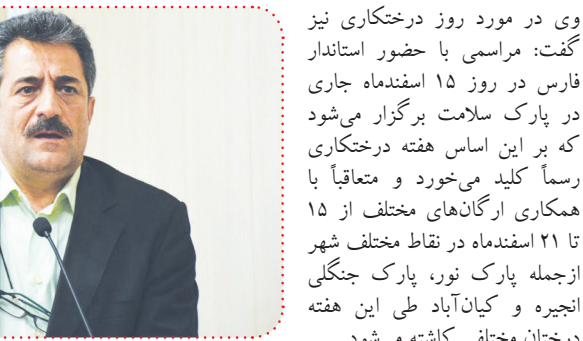 وی در مورد روز درختکاری نیز
گفت: مراسمی با حضور استاندار
فارس در روز ۱۵ اسفندماه جاری
در پارک سلامت برگزار می‌شود
که بر این اساس هفته درختکاری
رسماً کلید می‌خورد و متعاقباً با
همکاری ارگان‌های مختلف از ۱۵
تا ۲۱ اسفندماه در نقاط مختلف شهر
ازجمله پارک نور، پارک جنگلی
انجیره و کیان‌آباد طی این هفته
درختان مختلفی کاشته می‌شود